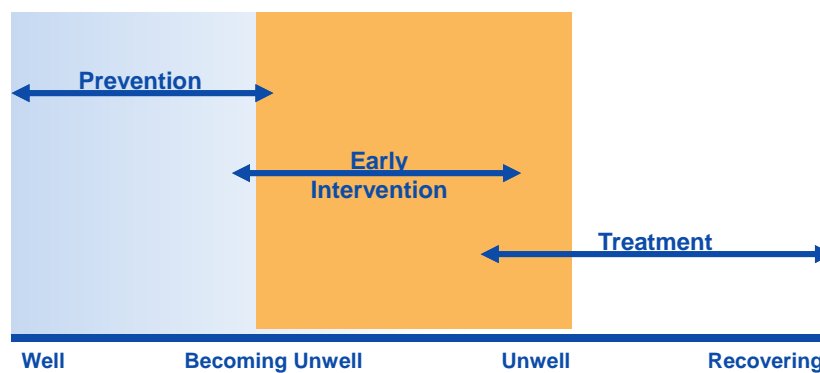 Prevention
Early
Intervention
Treatment
Well Becoming Unwell Unwell Recovering